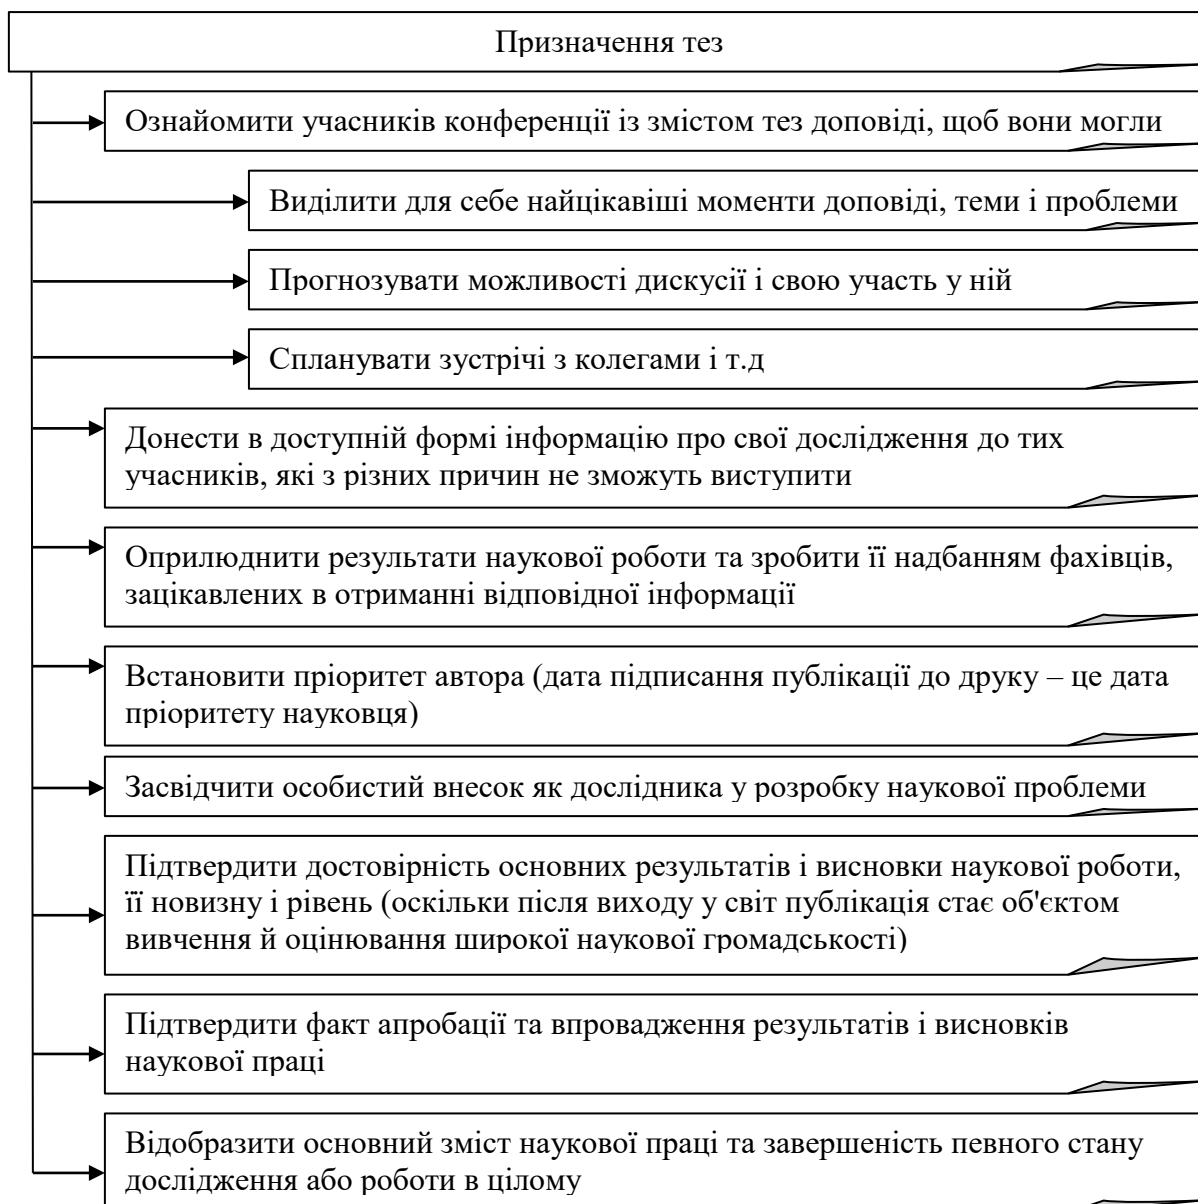 Призначення тез
Ознайомити учасників конференції із змістом тез доповіді, щоб вони могли
Виділити для себе найцікавіші моменти доповіді, теми і проблеми
Прогнозувати можливості дискусії і свою участь у ній
Спланувати зустрічі з колегами і т.д
Донести в доступній формі інформацію про свої дослідження до тих
учасників, які з різних причин не зможуть виступити
Оприлюднити результати наукової роботи та зробити її надбанням фахівців,
зацікавлених в отриманні відповідної інформації
Встановити пріоритет автора (дата підписання публікації до друку – це дата
пріоритету науковця)
Засвідчити особистий внесок як дослідника у розробку наукової проблеми
Підтвердити достовірність основних результатів і висновки наукової роботи,
її новизну і рівень (оскільки після виходу у світ публікація стає об'єктом
вивчення й оцінювання широкої наукової громадськості)
Підтвердити факт апробації та впровадження результатів і висновків
наукової праці
Відобразити основний зміст наукової праці та завершеність певного стану
дослідження або роботи в цілому